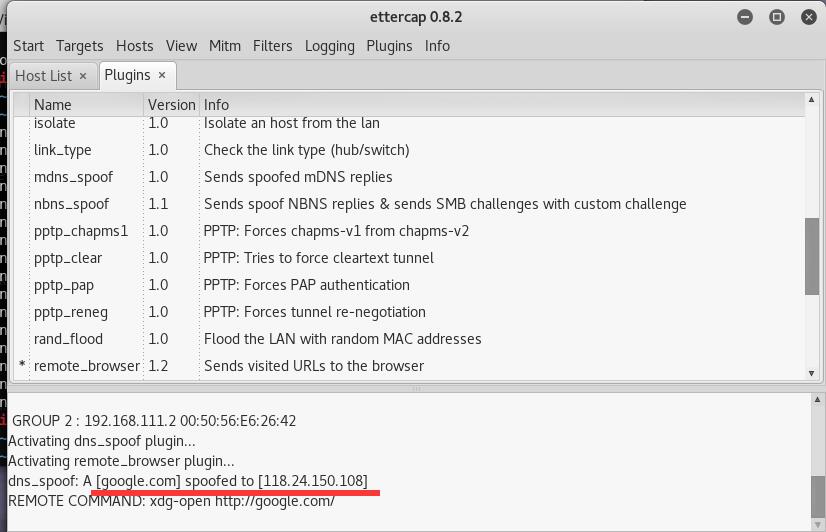 ettercap 0.8.2
Start Targets Hosts View Mitm Filters Logging Plugins Info
Host List × Plugins ×
Name Version Info
isolate 1.0 Isolate an host from the lan
link_type 1.0 Check the link type (hub/switch)
mdns_spoof 1.0 Sends spoofed mDNS replies
nbns_spoof 1.1 Sends spoof NBNS replies & sends SMB challenges with custom challenge
pptp_chapms1 1.0 PPTP: Forces chapms-v1 from chapms-v2
pptp_clear 1.0 PPTP: Tries to force cleartext tunnel
pptp_pap 1.0 PPTP: Forces PAP authentication
pptp_reneg 1.0 PPTP: Forces tunnel re-negotiation
rand_flood 1.0 Flood the LAN with random MAC addresses
* remote_browser 1.2 Sends visited URLs to the browser
GROUP 2 : 192.168.111.2 00:50:56:E6:26:42
Activating dns_spoof plugin...
Activating remote_browser plugin...
dns_spoof: A [google.com] spoofed to [118.24.150.108]
REMOTE COMMAND: xdg-open http://google.com/